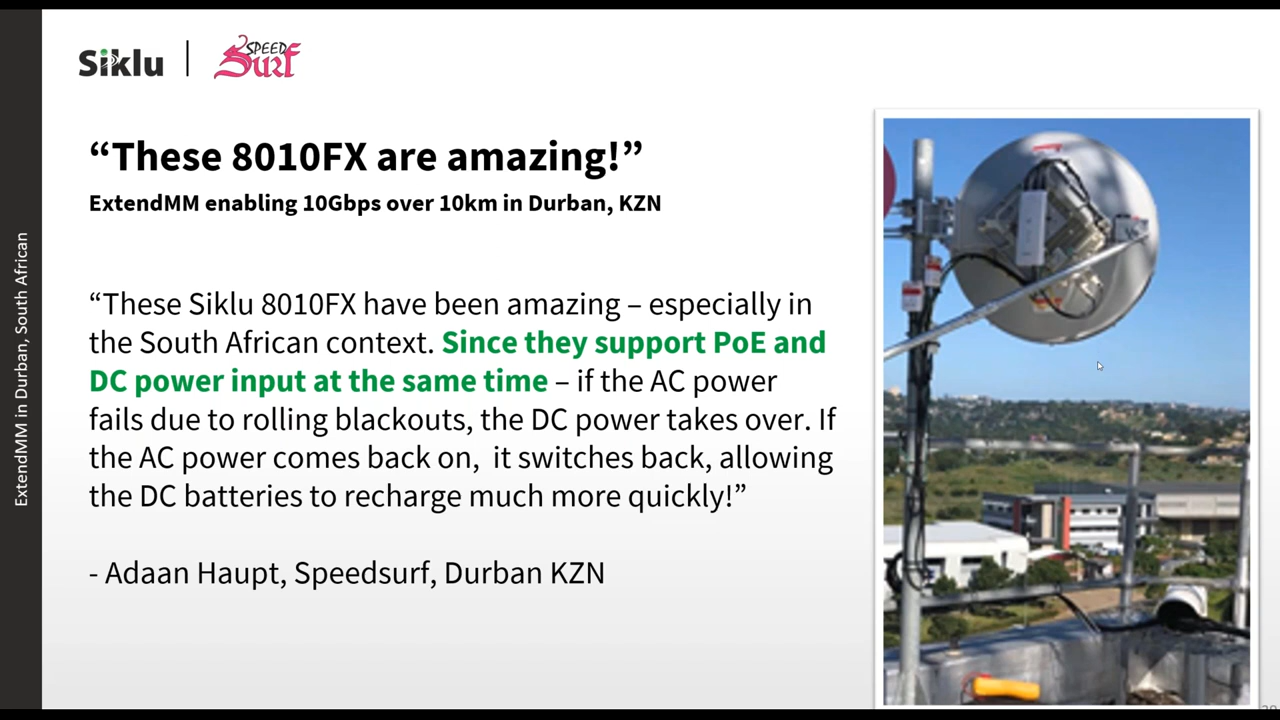 Siklu
SPEED
Surf
“These 8010FX are amazing!”
ExtendMM enabling 10Gbps over 10km in Durban, KZN
“These Siklu 8010FX have been amazing – especially in
the South African context. Since they support PoE and
DC power input at the same time – if the AC power
fails due to rolling blackouts, the DC power takes over. If
the AC power comes back on,  it switches back, allowing
the DC batteries to recharge much more quickly!”
- Adaan Haupt, Speedsurf, Durban KZN
ExtendMM in Durban, South African